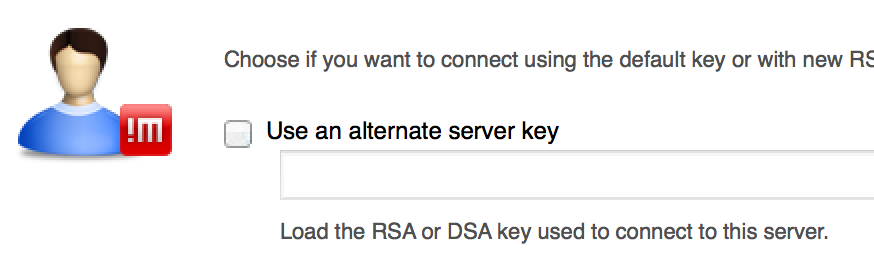 Choose if you want to connect using the default key or with new RS
!m
Use an alternate server key
Load the RSA or DSA key used to connect to this server.